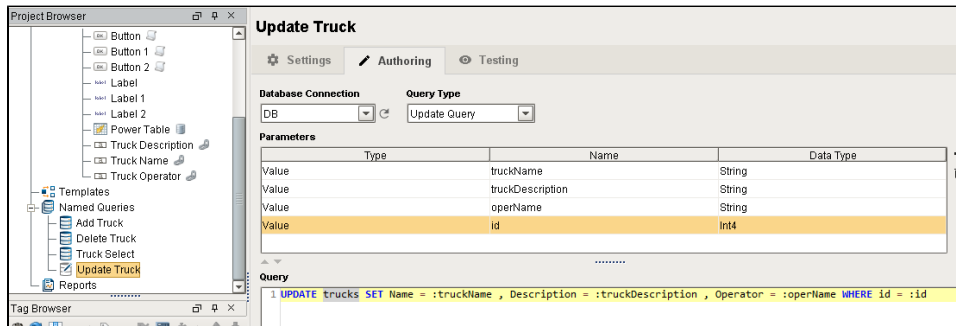 Project Browser
Button
Button 1
Button 2
Label
Label 1
Label 2
Power Table
Truck Description
Truck Name
Truck Operator
Templates
Named Queries
Add Truck
Delete Truck
Truck Select
Update Truck
Reports
Tag Browser
Update Truck
Settings Authoring Testing
Database Connection Query Type
DB Update Query
Parameters
Type Name Data Type
Value truckName String
Value truckDescription String
Value operName String
Value id Int4
Query
1 UPDATE trucks SET Name = :truckName , Description = :truckDescription , Operator = :operName WHERE id = :id